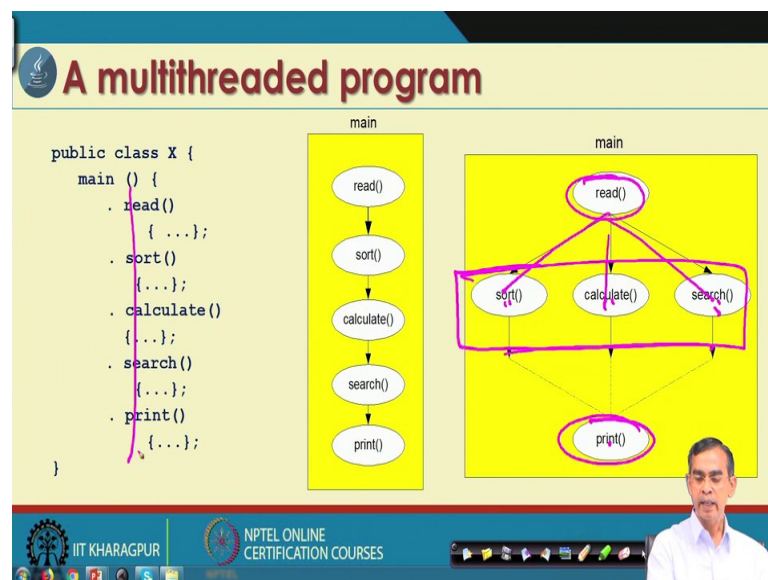 A multithreaded program
public class X {
main () {
. read()
{ ...};
. sort()
{...};
. calculate()
{...};
. search()
{...};
. print()
{...};
}
main
read()
sort()
calculate()
search()
print()
main
read()
sort()
calculate()
search()
print()
IIT KHARAGPUR
NPTEL ONLINE
CERTIFICATION COURSES